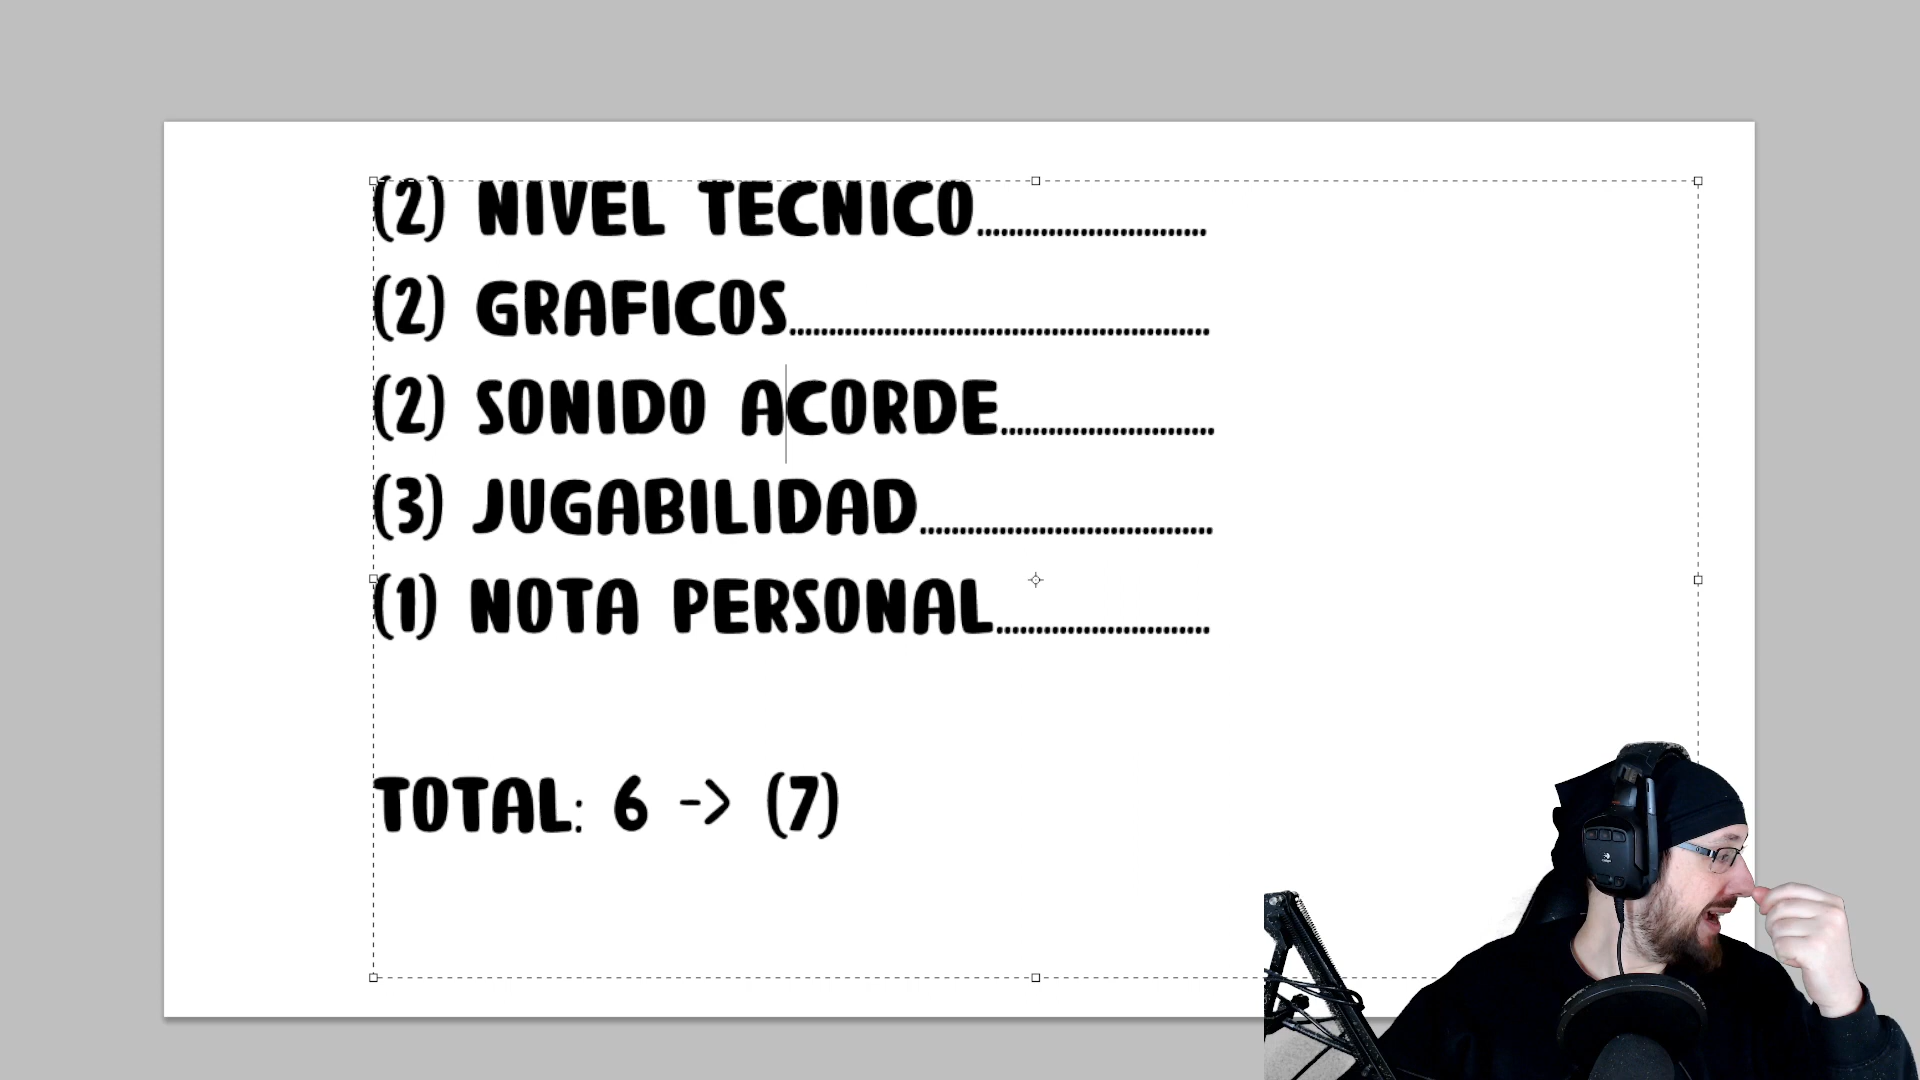 (2) NIVEL TECNICO.............................
(2) GRAFICOS.....................................................
(2) SONIDO ACORDE...........................
(3) JUGABILIDAD.....................................
(1) NOTA PERSONAL...........................
TOTAL: 6 -> (7)